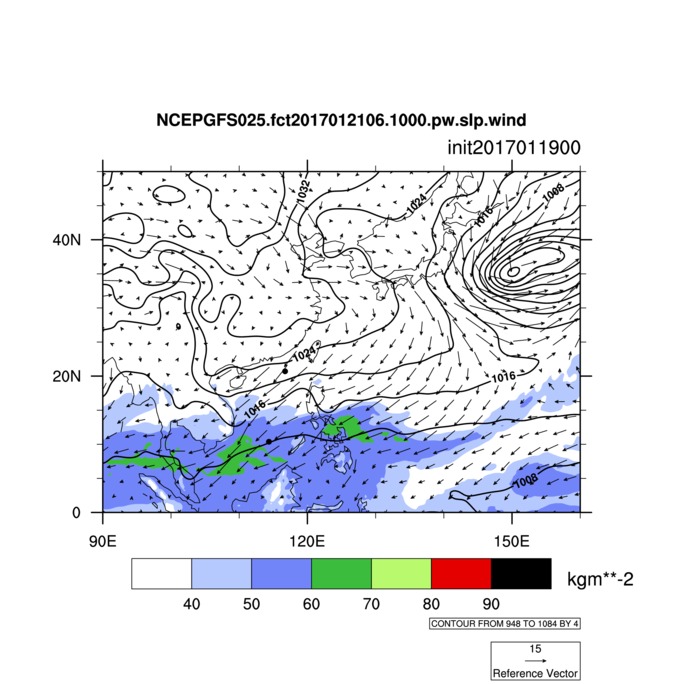 NCEPGFS025.fct2017012106.1000.pw.slp.wind
init2017011900
1032
1024
1016
1008
40N
1024
20N
1016
1016
1008
0
90E 120E 150E
40 50 60 70 80 90
kgm**-2
CONTOUR FROM 948 TO 1084 BY 4
15
Reference Vector